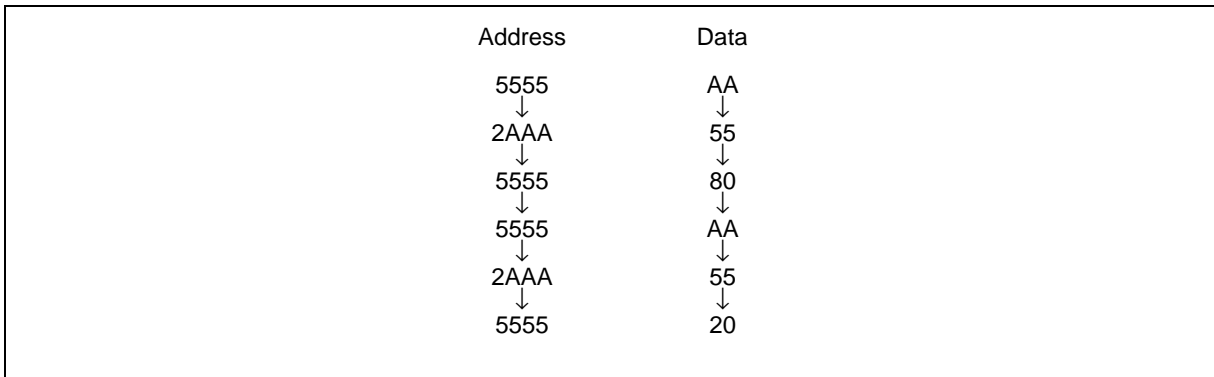 Address Data
5555 AA
↓ ↓
2AAA 55
↓ ↓
5555 80
↓ ↓
5555 AA
↓ ↓
2AAA 55
↓ ↓
5555 20